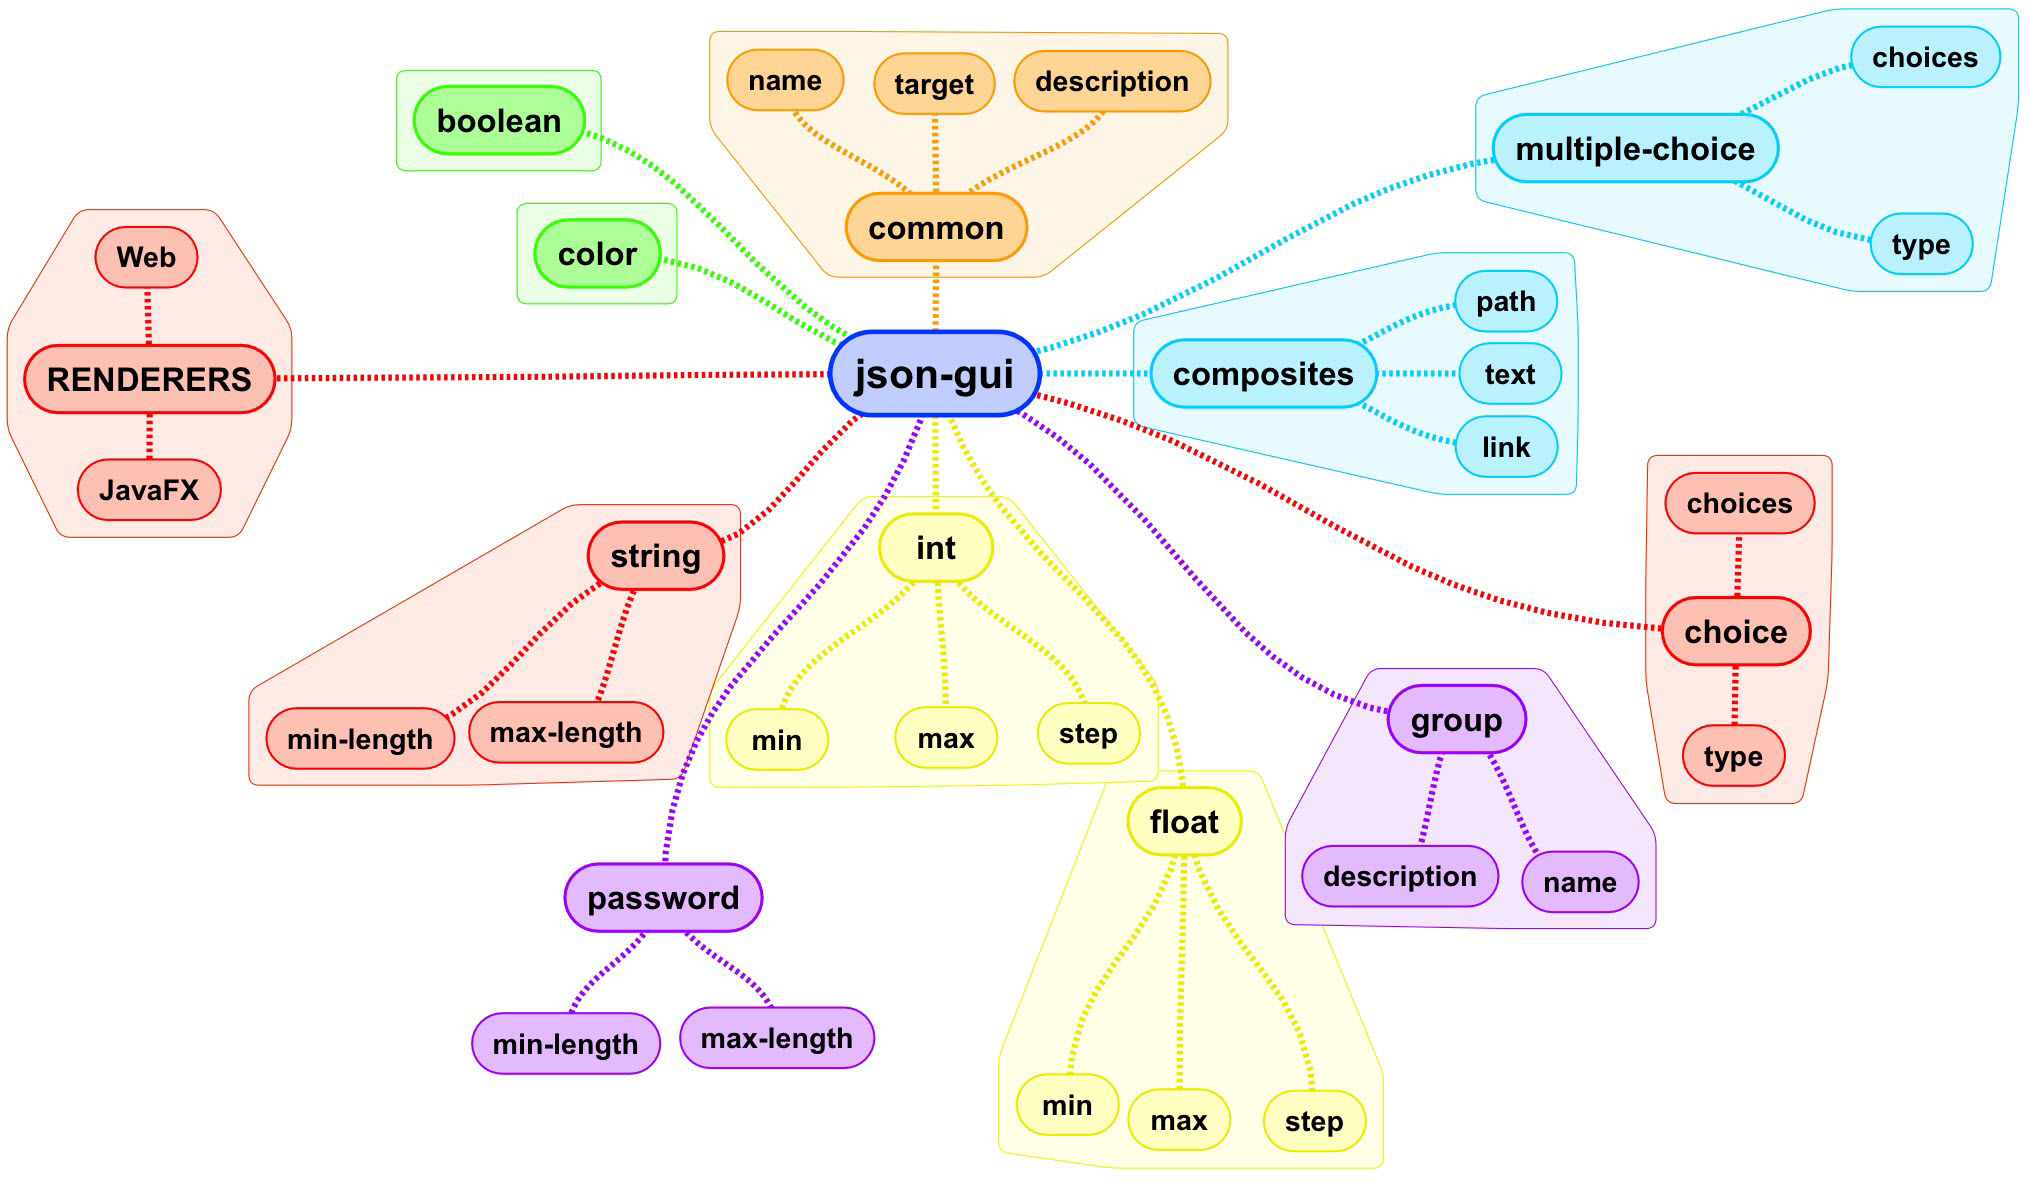 name
target
description
choices
boolean
multiple-choice
common
color
type
Web
path
RENDERERS
json-gui
composites
text
link
JavaFX
choices
string
int
choice
group
min-length
max-length
min
max
step
type
float
description
name
password
min-length
max-length
min
max
step